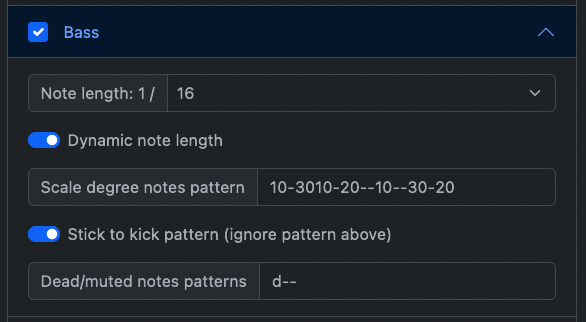 Bass
Note length: 1 / 16
Dynamic note length
Scale degree notes pattern 10-3010-20--10--30-20
Stick to kick pattern (ignore pattern above)
Dead/muted notes patterns d--